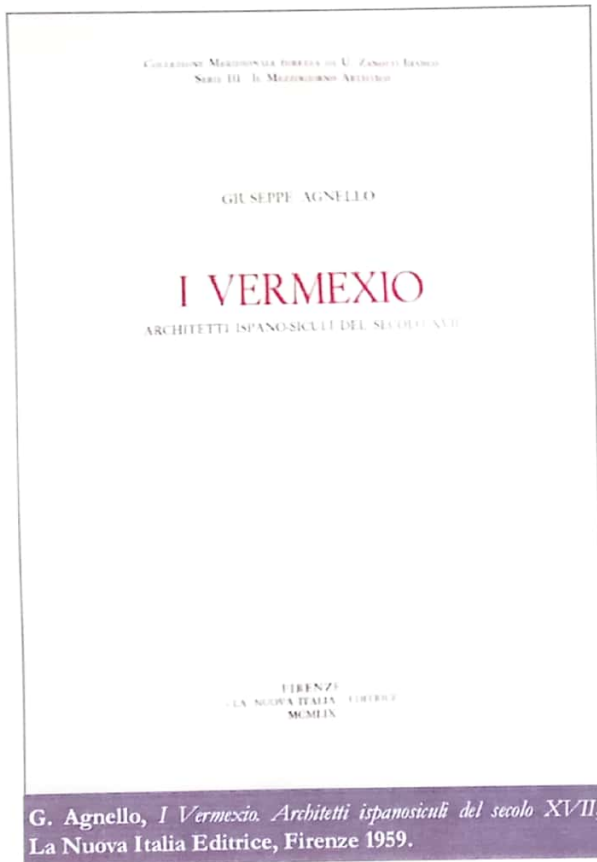 COLLEZIONE MERIDIONALE DIRETTA DA U. ZANOTTI-BIANCO
SERIE III IL MEZZOGIORNO ARTISTICO
GIUSEPPE AGNELLO
I VERMEXIO
ARCHITETTI ISPANO-SICULI DEL SECOLO XVII
FIRENZE
LA NUOVA ITALIA EDITRICE
MCMLIX
G. Agnello, I Vermexio. Architetti ispanosiculi del secolo XVII,
La Nuova Italia Editrice, Firenze 1959.